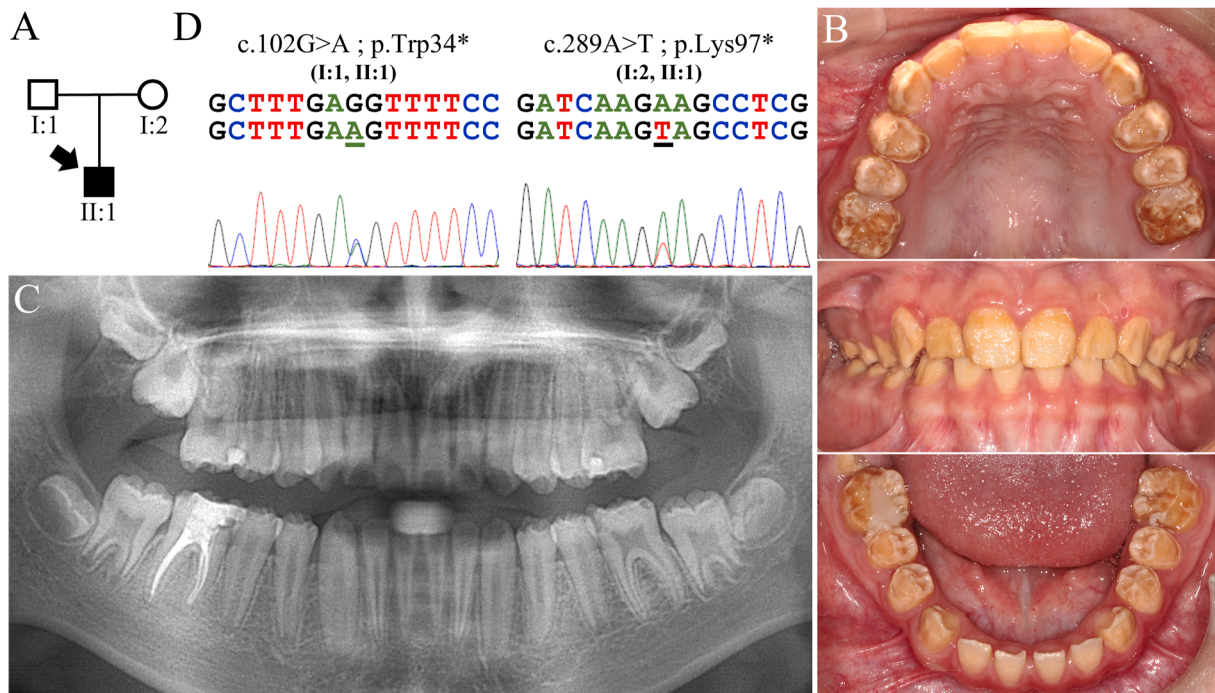 A
I:1
I:2
II:1
D
c.102G>A ; p.Trp34*
(I:1, II:1)
GCTTTGAGGTTTTCC
GCTTTGAAGTTTTCC
c.289A>T ; p.Lys97*
(I:2, II:1)
GATCAAGAAGCCTCG
GATCAAGTAGCCTCG
B
C